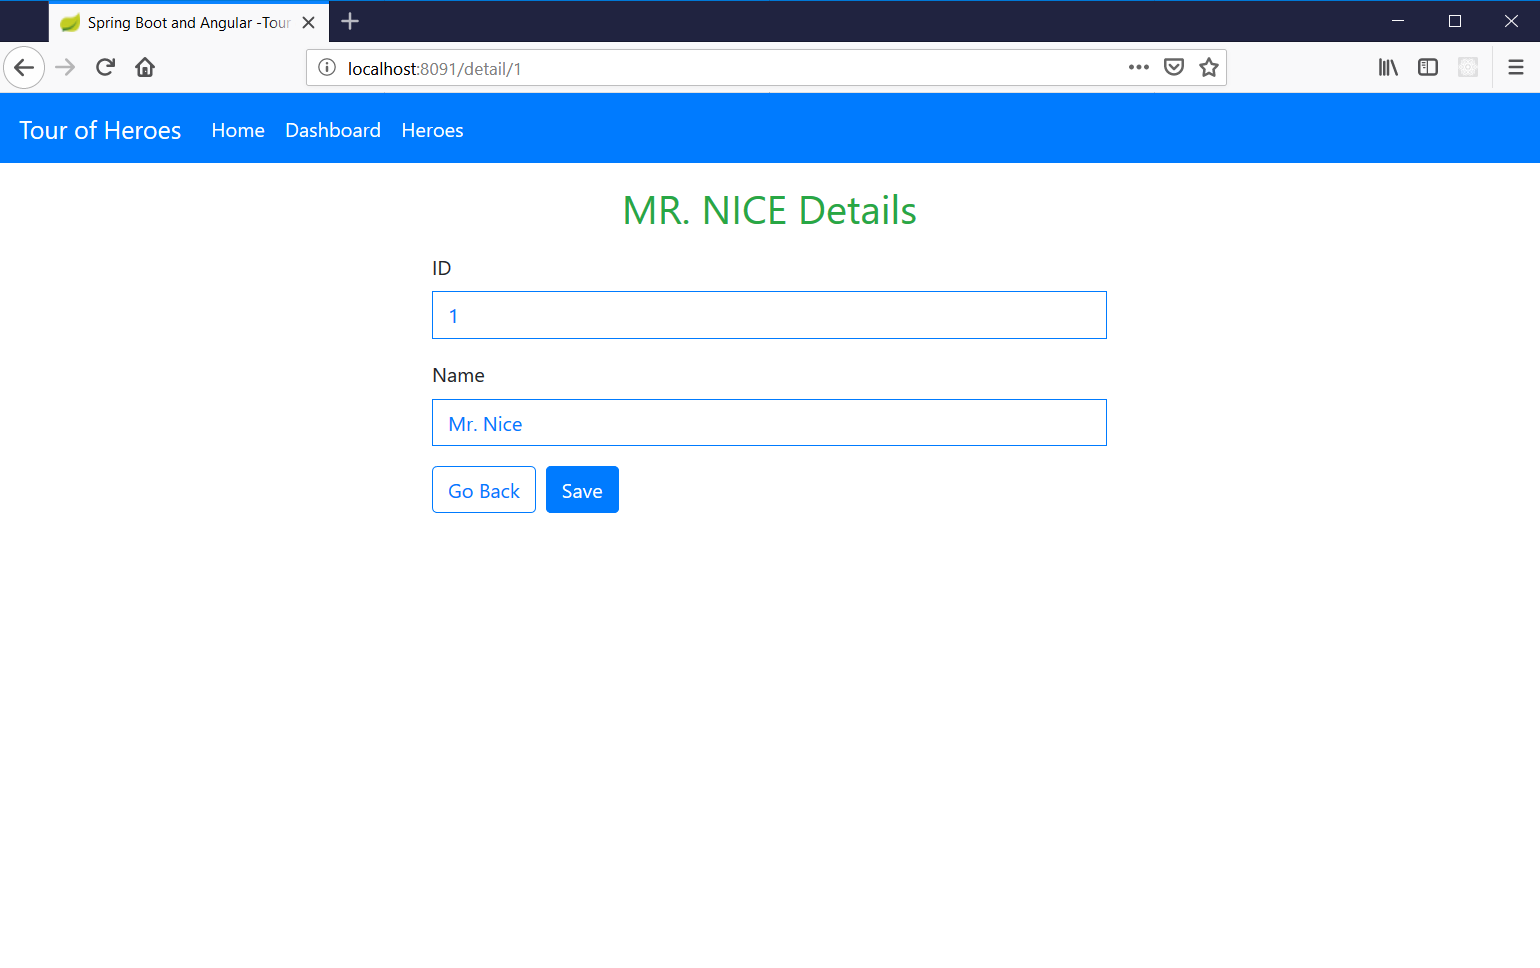 Spring Boot and Angular -Tour
localhost:8091/detail/1
Tour of Heroes Home Dashboard Heroes
MR. NICE Details
ID
1
Name
Mr. Nice
Go Back Save